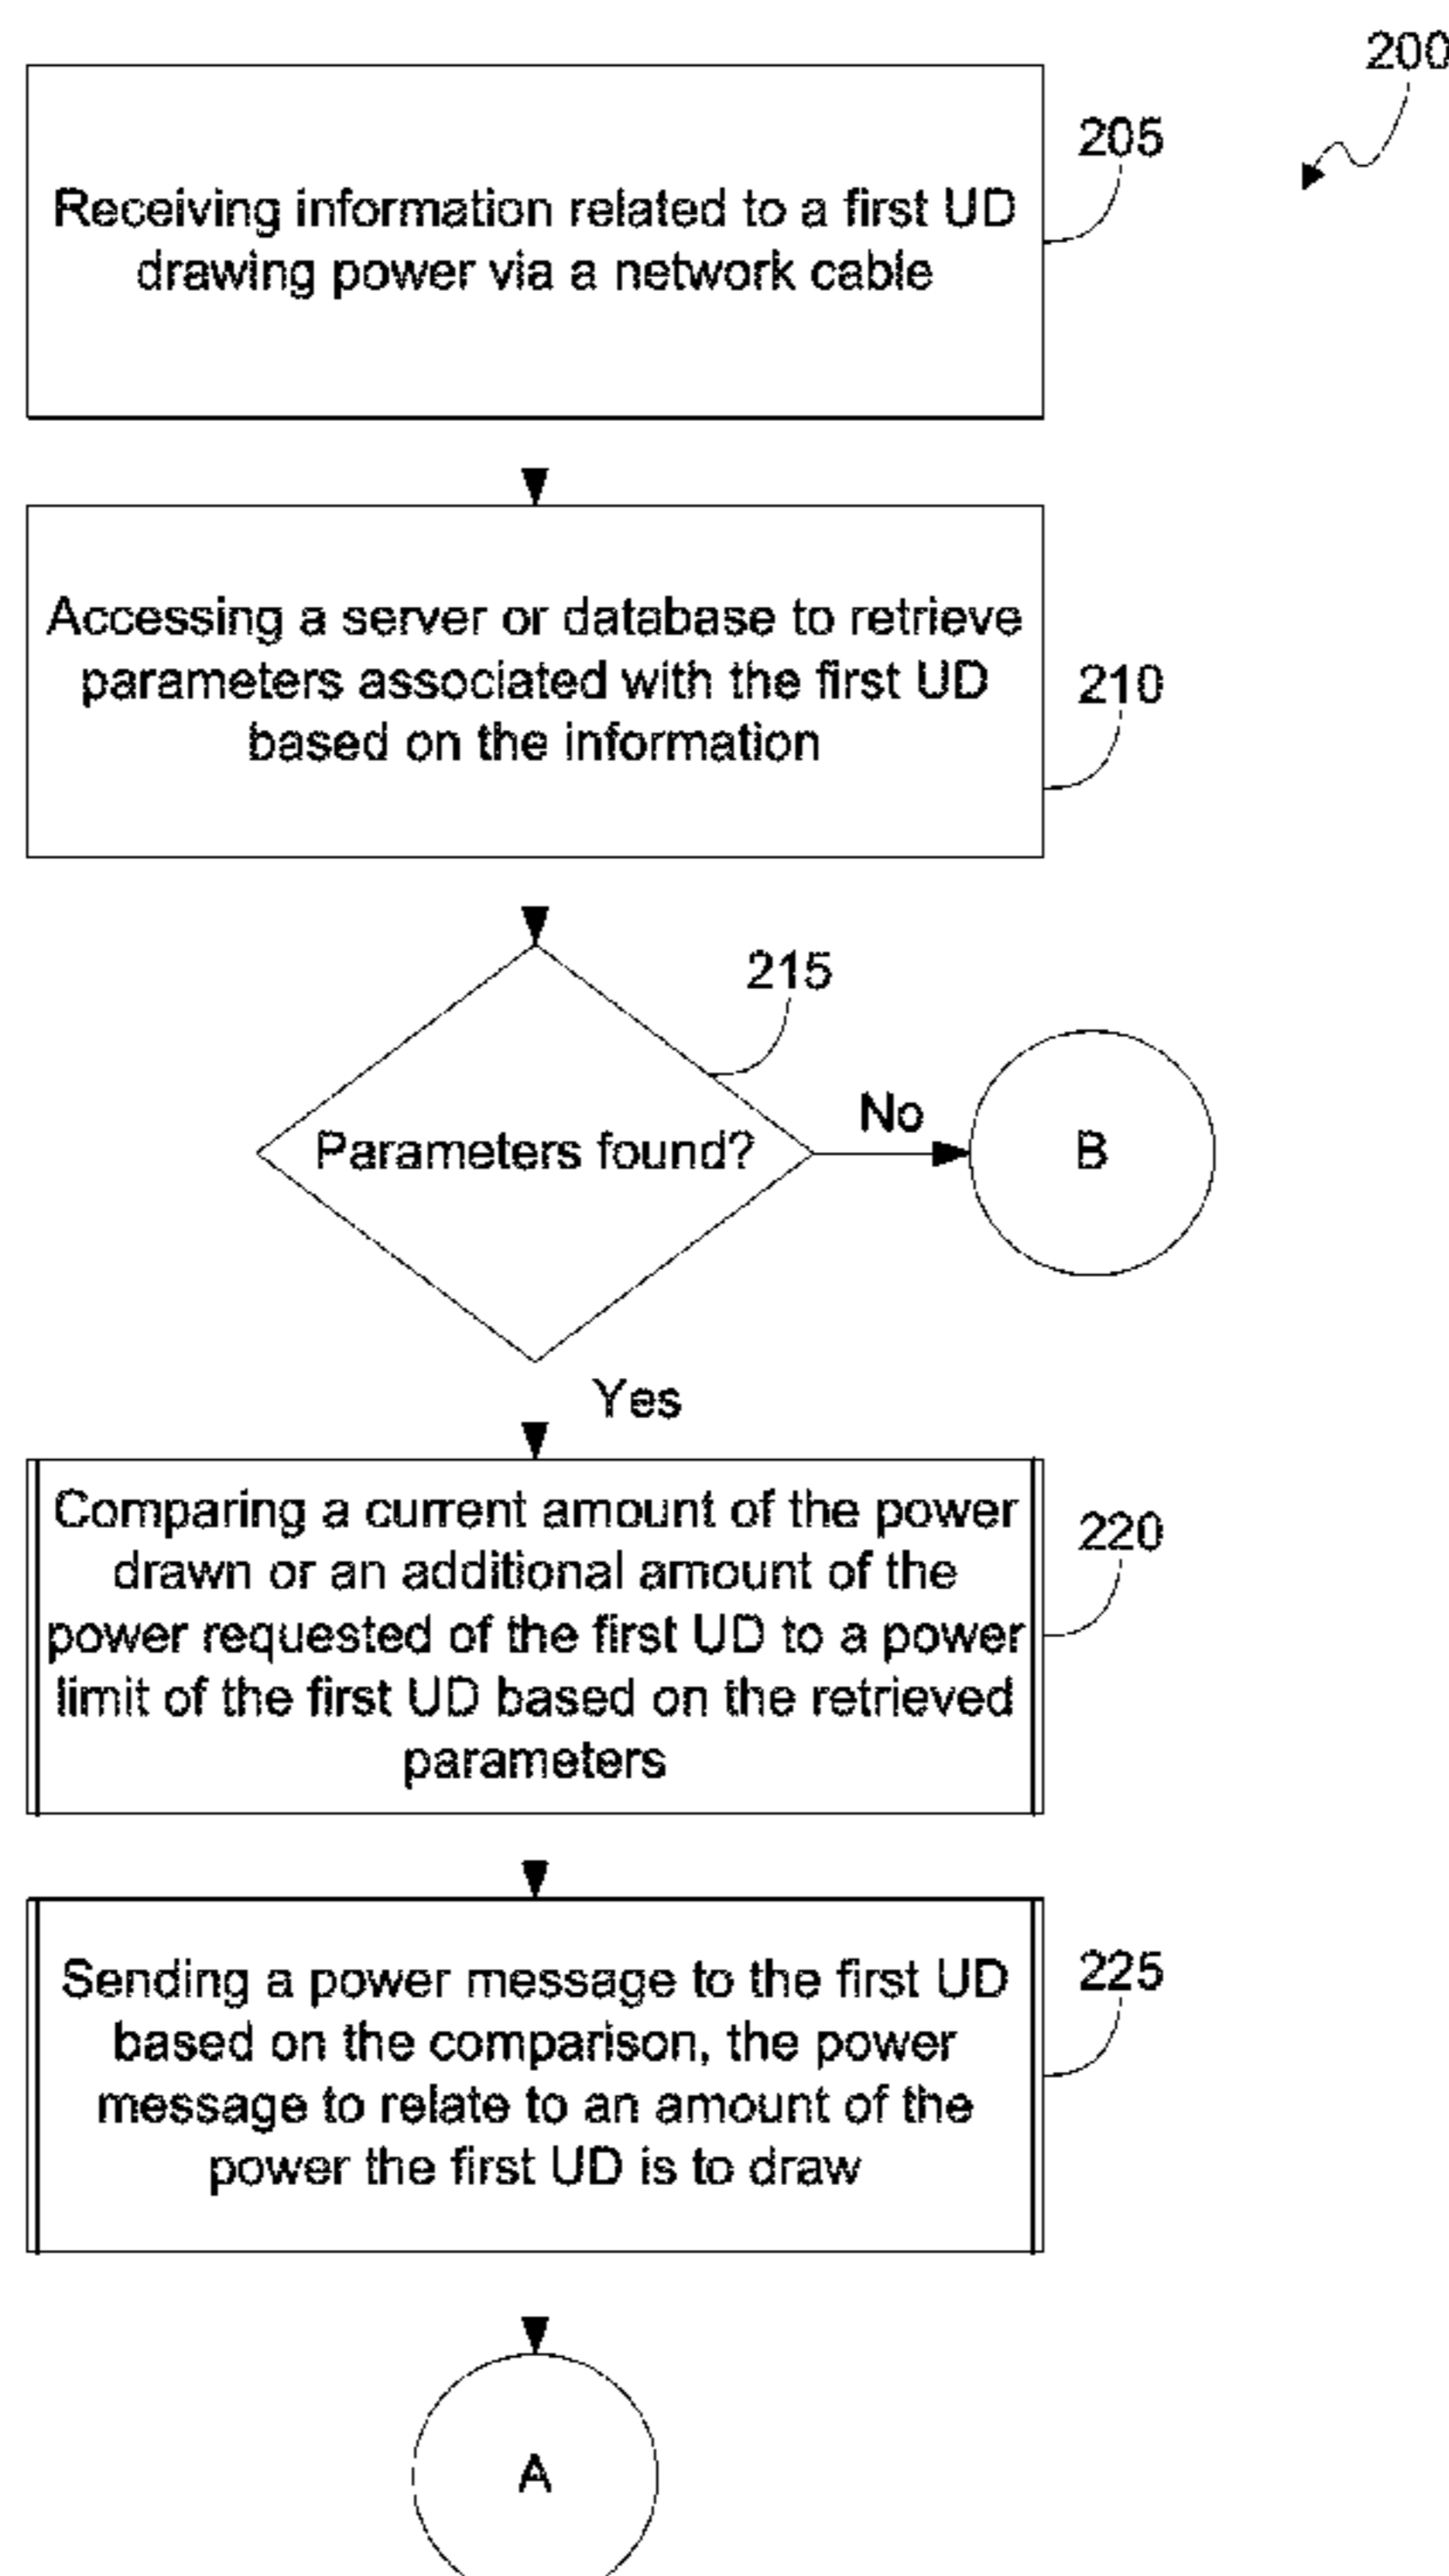 200
205
Receiving information related to a first UD
drawing power via a network cable
Accessing a server or database to retrieve
parameters associated with the first UD
based on the information
210
215
Parameters found?
No
B
Yes
Comparing a current amount of the power
drawn or an additional amount of the
power requested of the first UD to a power
limit of the first UD based on the retrieved
parameters
220
Sending a power message to the first UD
based on the comparison, the power
message to relate to an amount of the
power the first UD is to draw
225
A